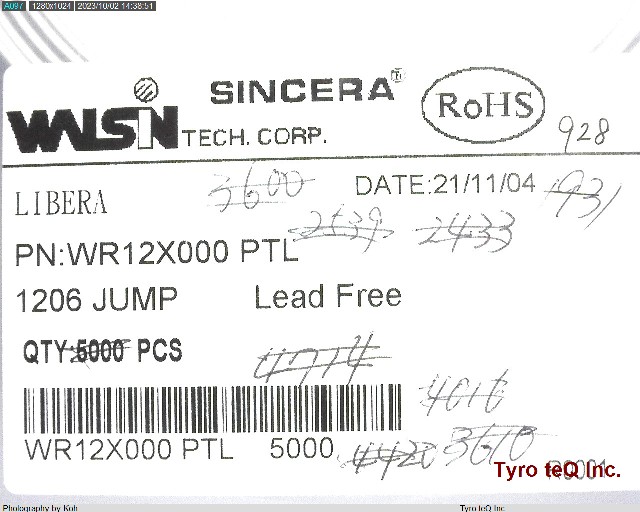 A097 1280x1024 2023/10/02 14:38:51
SINCERA
WALSIN TECH. CORP.
RoHS
928
LIBERA
3600
DATE:21/11/04
931
2539
2433
PN:WR12X000 PTL
1206 JUMP Lead Free
QTY:5000 PCS
4714
4016
WR12X000 PTL 5000
4420
3610
Tyro teQ Inc.
Photography by Koh
Tyro teQ Inc